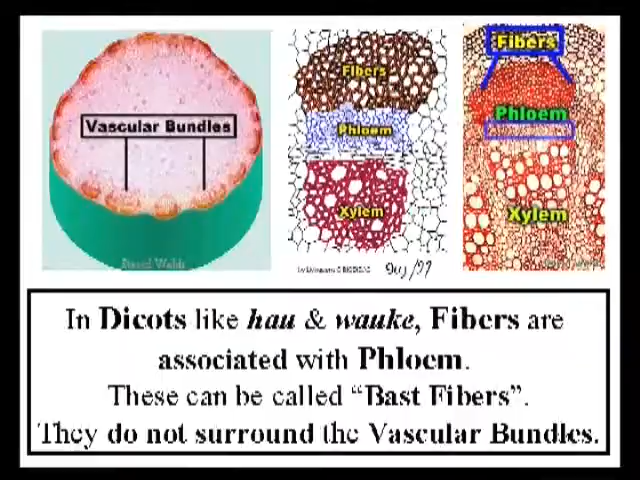 Vascular Bundles
Fibers
Phloem
Xylem
Fibers
Phloem
Xylem
In Dicots like hau & wauke, Fibers are
associated with Phloem.
These can be called “Bast Fibers”.
They do not surround the Vascular Bundles.